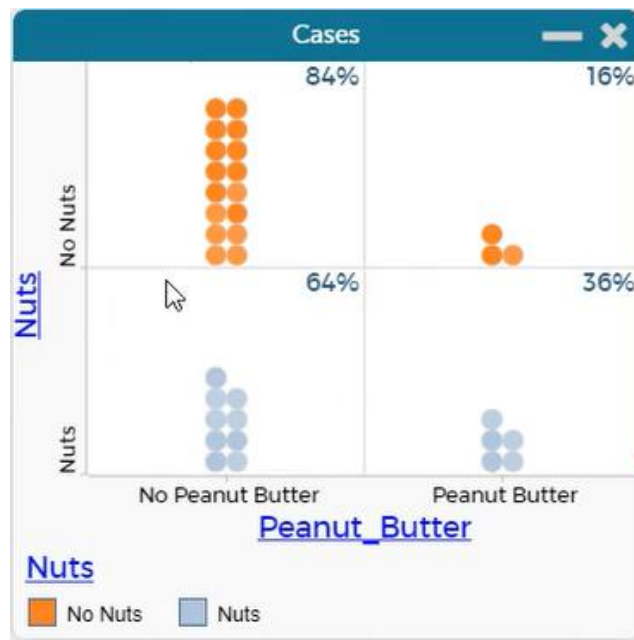 Cases
84%
16%
No Nuts
64%
36%
Nuts
Nuts
No Peanut Butter
Peanut Butter
Peanut_Butter
Nuts
No Nuts
Nuts